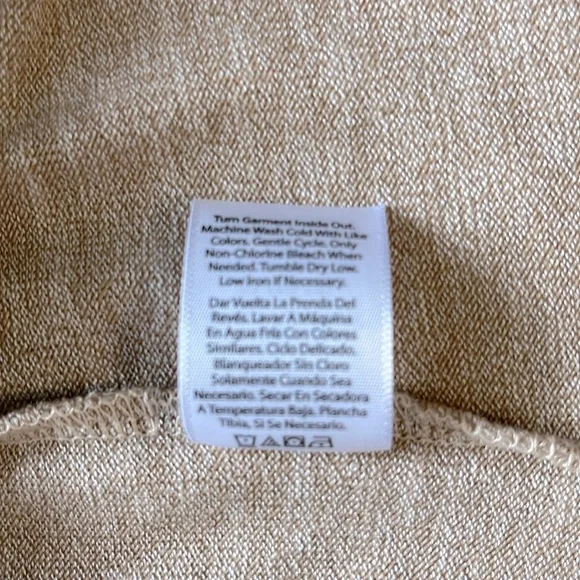 Turn Garment Inside Out.
Machine Wash Cold With Like
Colors, Gentle Cycle, Only
Non-Chlorine Bleach When
Needed, Tumble Dry Low,
Low Iron If Necessary.
Dar Vuelta La Prenda Del
Revés, Lavar A Máquina
En Agua Fria Con Colores
Similares, Ciclo Delicado,
Blanqueador Sin Cloro
Solamente Cuando Sea
Necesario, Secar En Secadora
A Temperatura Baja, Plancha
Tibia, Si Se Necesario.